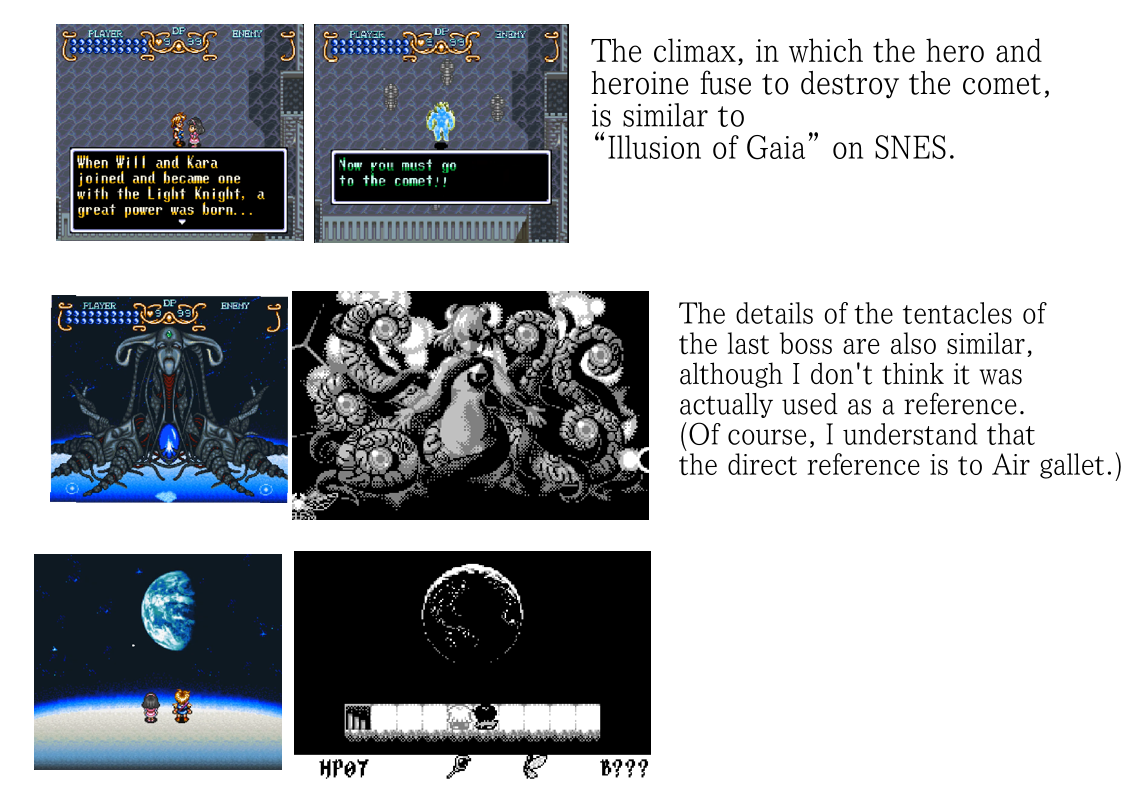 PLAYER DP ENEMY
99
When Will and Kara
joined and became one
with the Light Knight, a
great power was born...
PLAYER DP ENEMY
99
Now you must go
to the comet!!
The climax, in which the hero and
heroine fuse to destroy the comet,
is similar to
“Illusion of Gaia” on SNES.
PLAYER DP ENEMY
99
The details of the tentacles of
the last boss are also similar,
although I don't think it was
actually used as a reference.
(Of course, I understand that
the direct reference is to Air gallet.)
HP07 B???